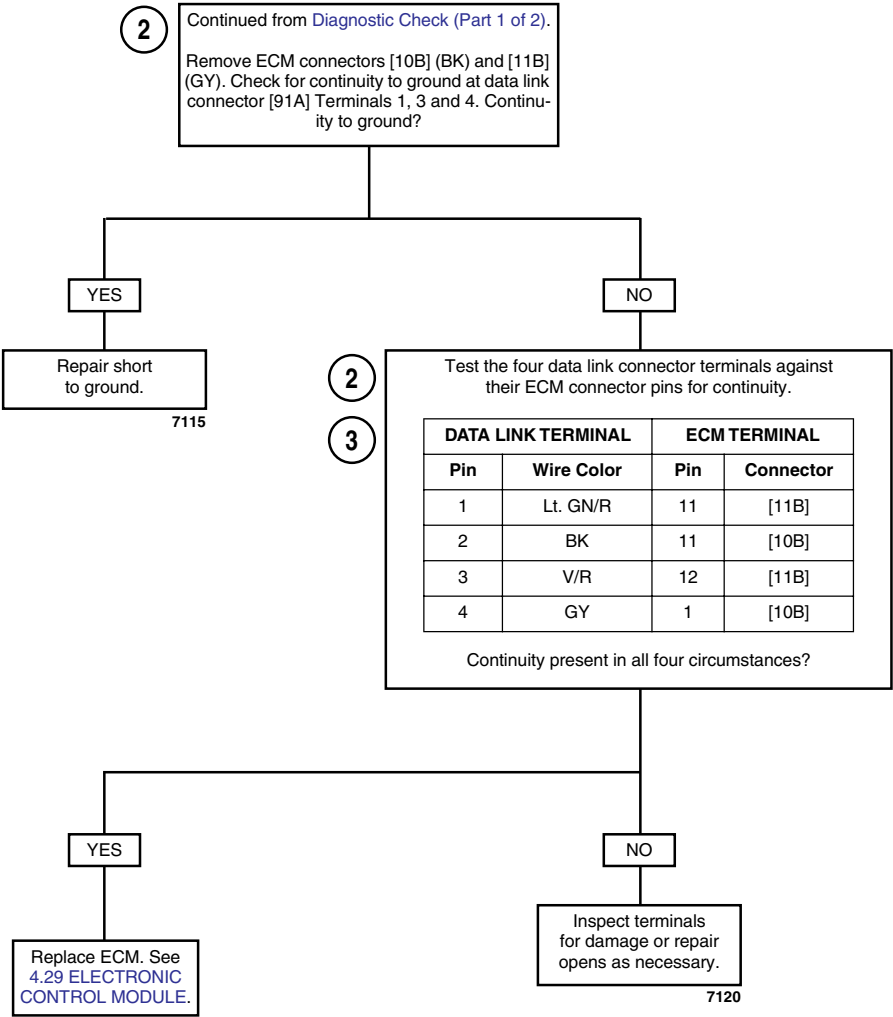 2
Continued from Diagnostic Check (Part 1 of 2).
Remove ECM connectors [10B] (BK) and [11B]
(GY). Check for continuity to ground at data link
connector [91A] Terminals 1, 3 and 4. Continu-
ity to ground?
YES
NO
Repair short
to ground.
7115
2
3
Test the four data link connector terminals against
their ECM connector pins for continuity.
DATA LINK TERMINAL ECM TERMINAL
Pin Wire Color Pin Connector
1 Lt. GN/R 11 [11B]
2 BK 11 [10B]
3 V/R 12 [11B]
4 GY 1 [10B]
Continuity present in all four circumstances?
YES
NO
Replace ECM. See
4.29 ELECTRONIC
CONTROL MODULE.
Inspect terminals
for damage or repair
opens as necessary.
7120